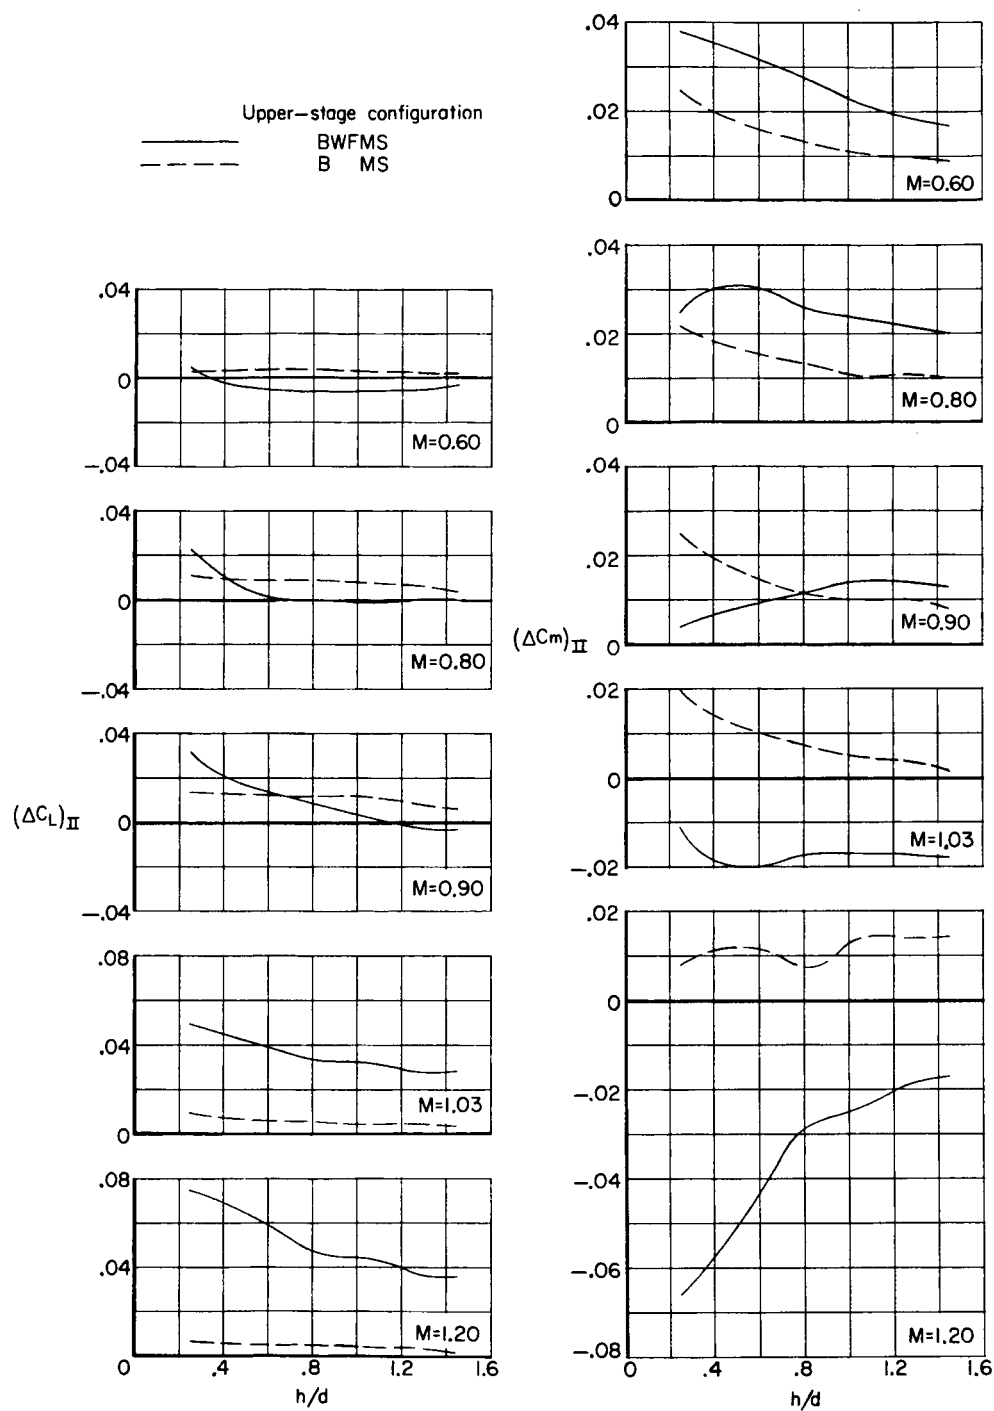 Upper-stage configuration
BWFMS
B MS
.04
0
-.04
M=0.60
.04
0
-.04
M=0.80
(ΔCL)II
.04
0
-.04
M=0.90
.08
.04
0
M=1.03
.08
.04
0
M=1.20
.4 .8 1.2 1.6
h/d
.04
.02
0
M=0.60
.04
.02
0
M=0.80
(ΔCm)II
.04
.02
0
M=0.90
.02
0
-.02
M=1.03
.02
0
-.02
-.04
-.06
-.08
M=1.20
0 .4 .8 1.2 1.6
h/d